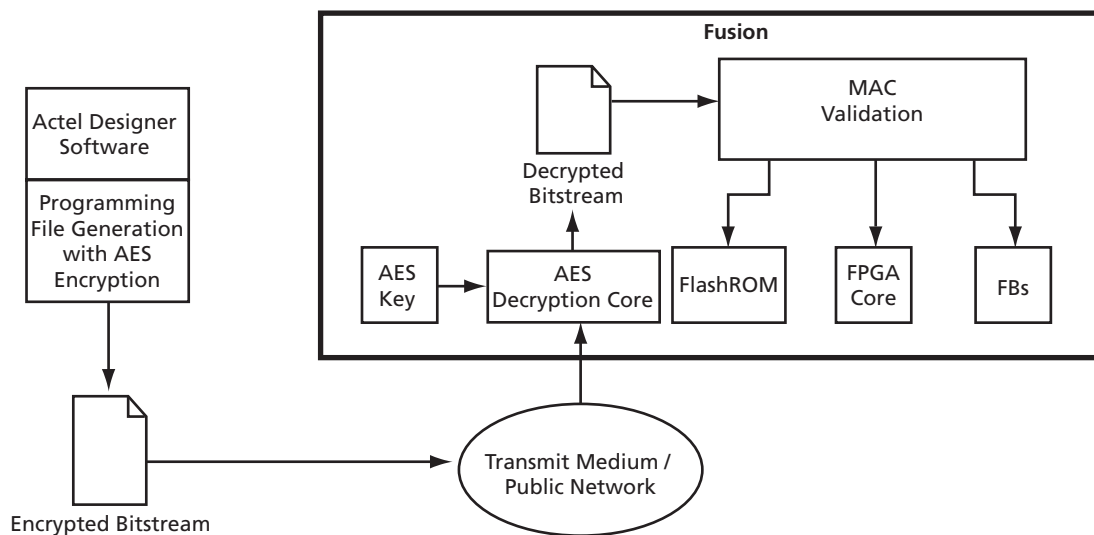 Fusion
Actel Designer
Software
Programming
File Generation
with AES
Encryption
Decrypted
Bitstream
MAC
Validation
AES
Key
AES
Decryption Core
FlashROM
FPGA
Core
FBs
Transmit Medium /
Public Network
Encrypted Bitstream